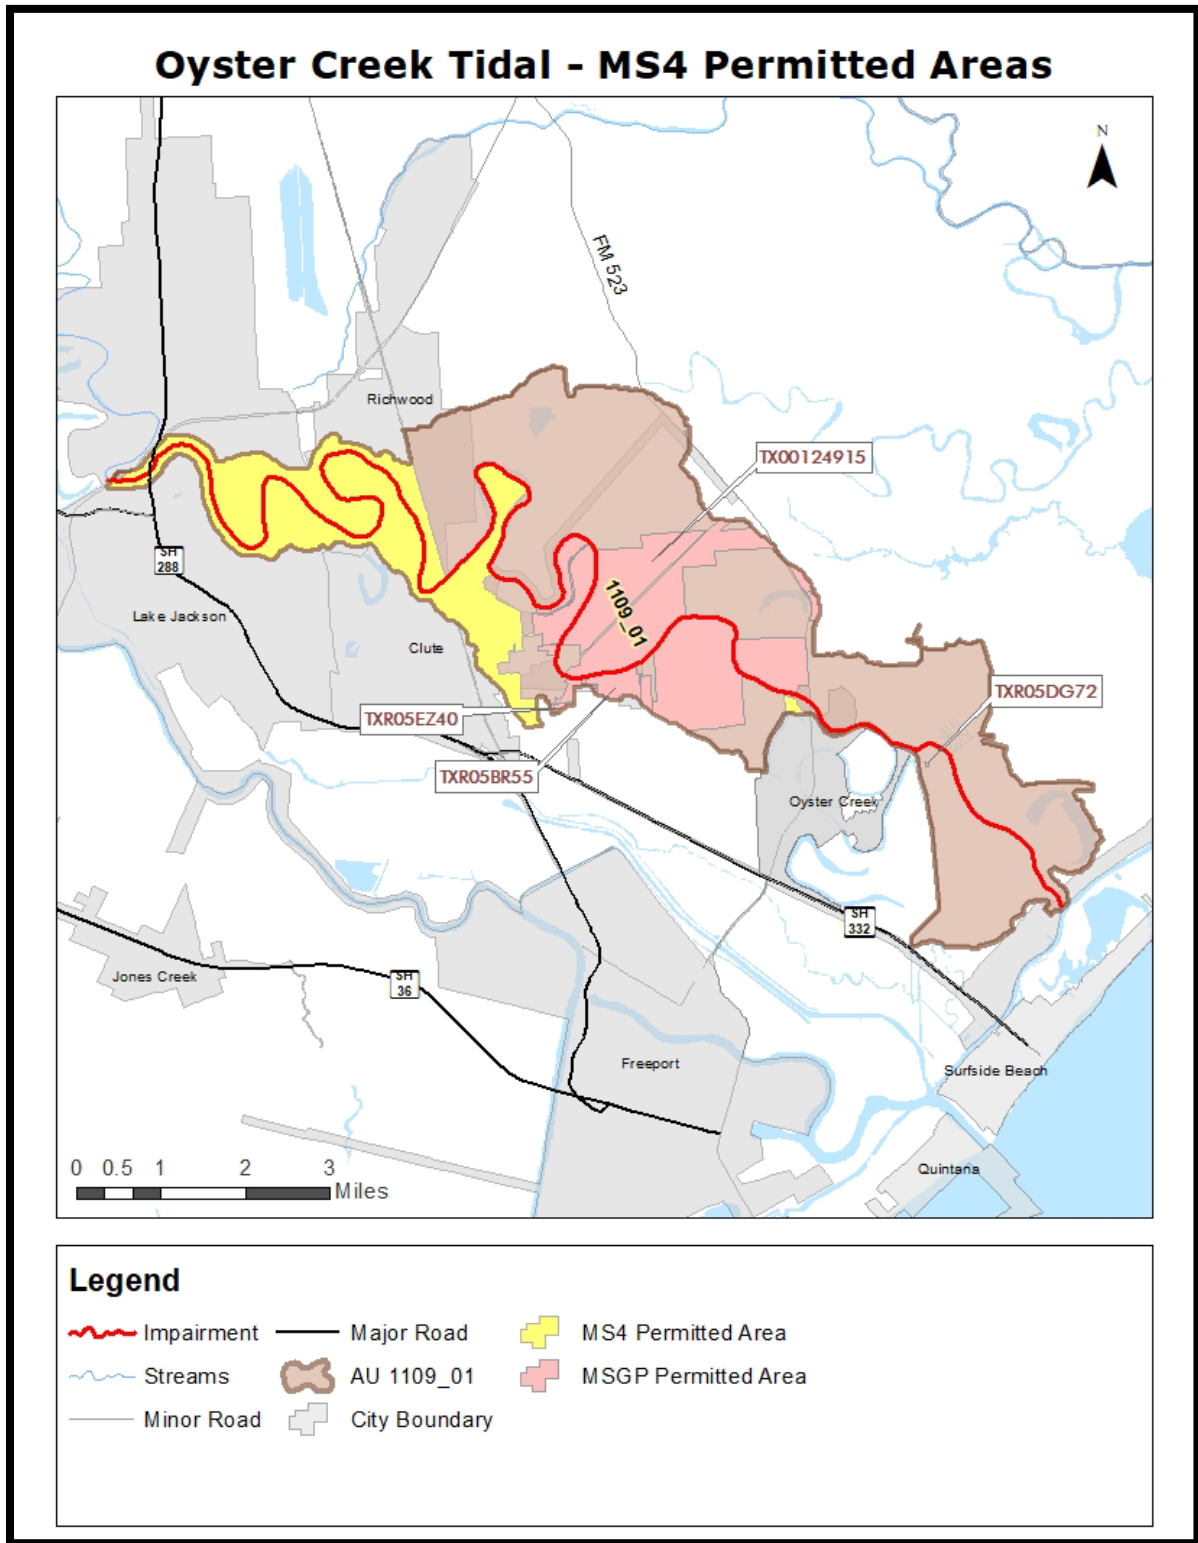 Oyster Creek Tidal - MS4 Permitted Areas
N
FM 523
Richwood
TX00124915
SH
288
1109_01
Lake Jackson
Clute
TXR05DG72
TXR05EZ40
TXR05BR55
Oyster Creek
SH
332
Jones Creek
SH
36
Freeport
Surfside Beach
Quintana
0 0.5 1 2 3
Miles
Legend
Impairment
Major Road
MS4 Permitted Area
Streams
AU 1109_01
MSGP Permitted Area
Minor Road
City Boundary